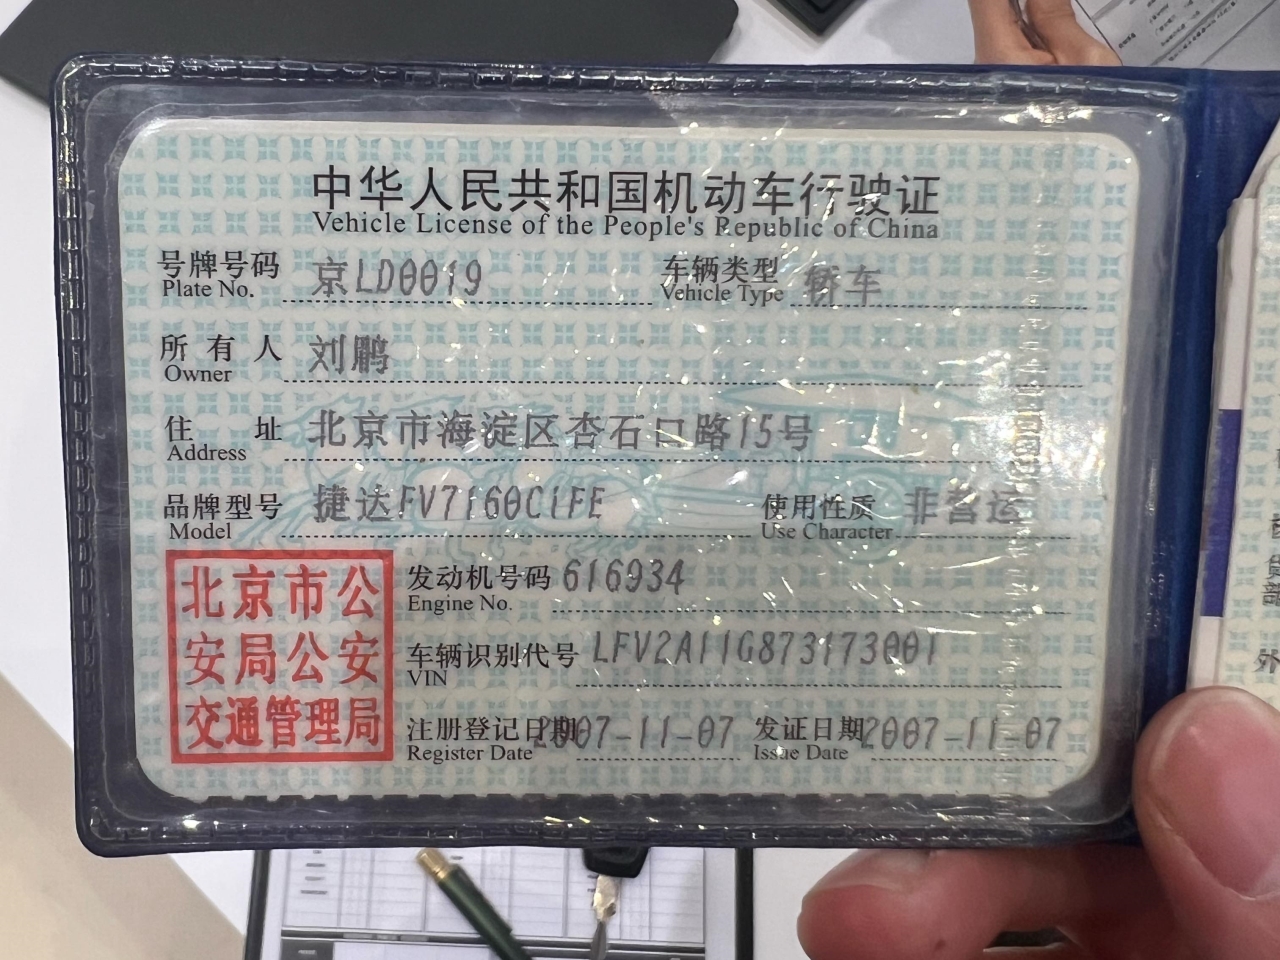 中华人民共和国机动车行驶证
Vehicle License of the People's Republic of China
号牌号码 京LD0019 车辆类型 轿车
Plate No. Vehicle Type
所有人 刘鹏
Owner
住址 北京市海淀区杏石口路15号
Address
品牌型号 捷达FV7160CIFE 使用性质 非营运
Model Use Character
发动机号码 616934
Engine No.
车辆识别代号 LFV2A11G873173001
VIN
注册登记日期 2007-11-07 发证日期 2007-11-07
Register Date Issue Date
北京市公
安局公安
交通管理局
外